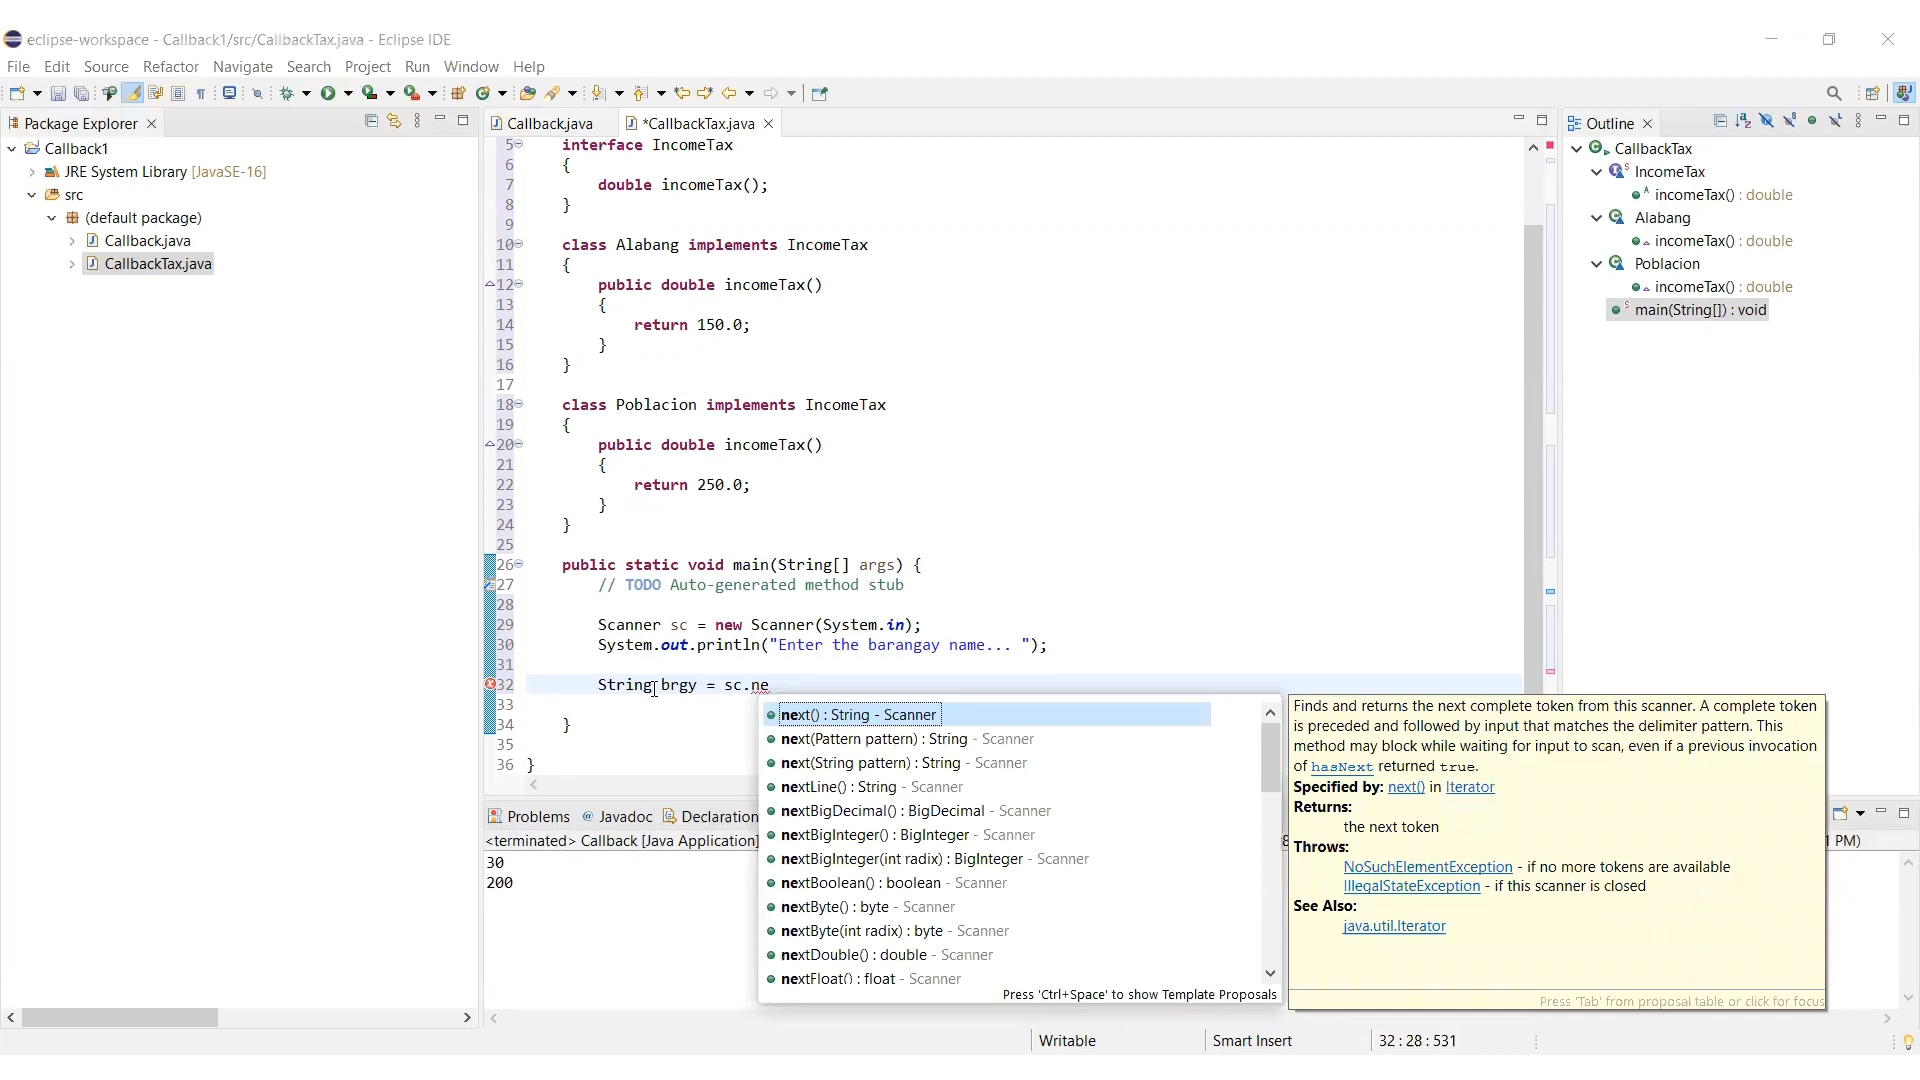 eclipse-workspace - Callback1/src/CallbackTax.java - Eclipse IDE
File Edit Source Refactor Navigate Search Project Run Window Help
Package Explorer
Callback1
JRE System Library [JavaSE-16]
src
(default package)
Callback.java
CallbackTax.java
Callback.java *CallbackTax.java
5 interface IncomeTax
6 {
7 double incomeTax();
8 }
9
10 class Alabang implements IncomeTax
11 {
12 public double incomeTax()
13 {
14 return 150.0;
15 }
16 }
17
18 class Poblacion implements IncomeTax
19 {
20 public double incomeTax()
21 {
22 return 250.0;
23 }
24 }
25
26 public static void main(String[] args) {
27 // TODO Auto-generated method stub
28
29 Scanner sc = new Scanner(System.in);
30 System.out.println("Enter the barangay name... ");
31
32 String brgy = sc.ne
33
34 }
35
36 }
next() : String - Scanner
next(Pattern pattern) : String - Scanner
next(String pattern) : String - Scanner
nextLine() : String - Scanner
nextBigDecimal() : BigDecimal - Scanner
nextBigInteger() : BigInteger - Scanner
nextBigInteger(int radix) : BigInteger - Scanner
nextBoolean() : boolean - Scanner
nextByte() : byte - Scanner
nextByte(int radix) : byte - Scanner
nextDouble() : double - Scanner
nextFloat() : float - Scanner
Press 'Ctrl+Space' to show Template Proposals
Finds and returns the next complete token from this scanner. A complete token
is preceded and followed by input that matches the delimiter pattern. This
method may block while waiting for input to scan, even if a previous invocation
of hasNext returned true.
Specified by: next() in Iterator
Returns:
the next token
Throws:
NoSuchElementException - if no more tokens are available
IllegalStateException - if this scanner is closed
See Also:
java.util.Iterator
Press 'Tab' from proposal table or click for focus
Problems Javadoc Declaration
<terminated> Callback [Java Application]
1 PM)
30
200
Outline
CallbackTax
IncomeTax
incomeTax() : double
Alabang
incomeTax() : double
Poblacion
incomeTax() : double
main(String[]) : void
Writable Smart Insert 32 : 28 : 531